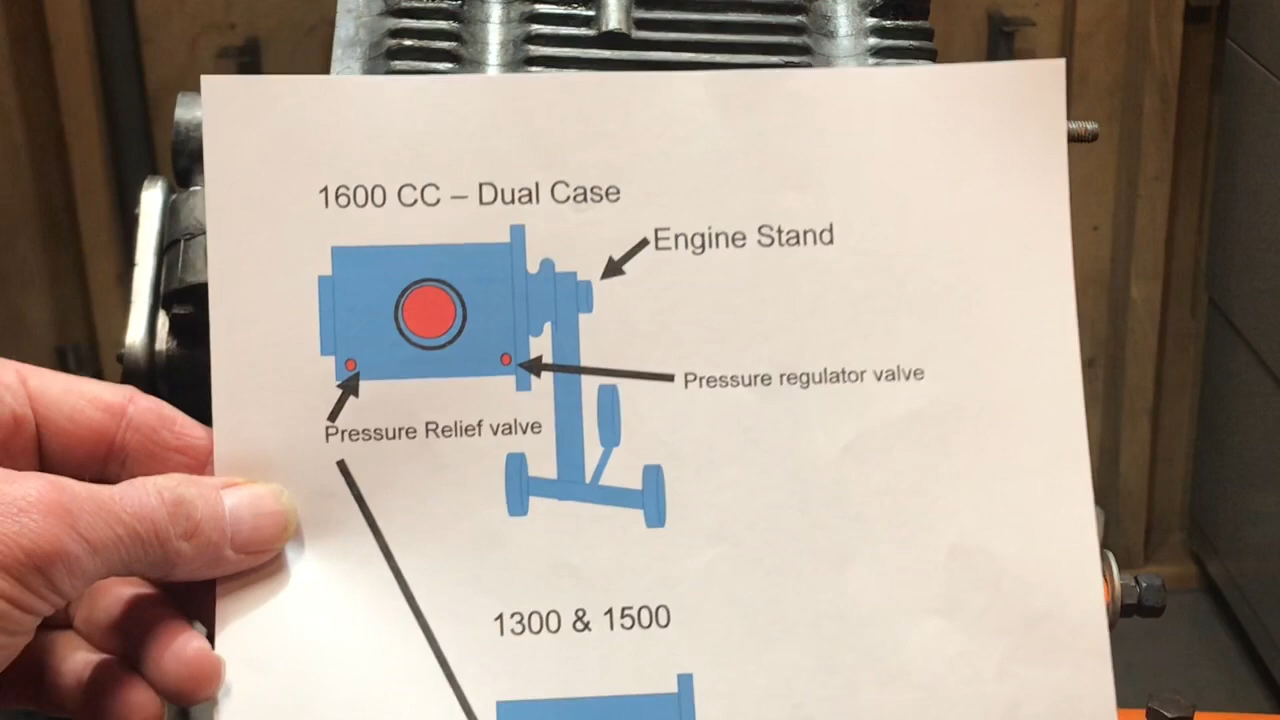 1600 CC – Dual Case
Engine Stand
Pressure regulator valve
Pressure Relief valve
1300 & 1500